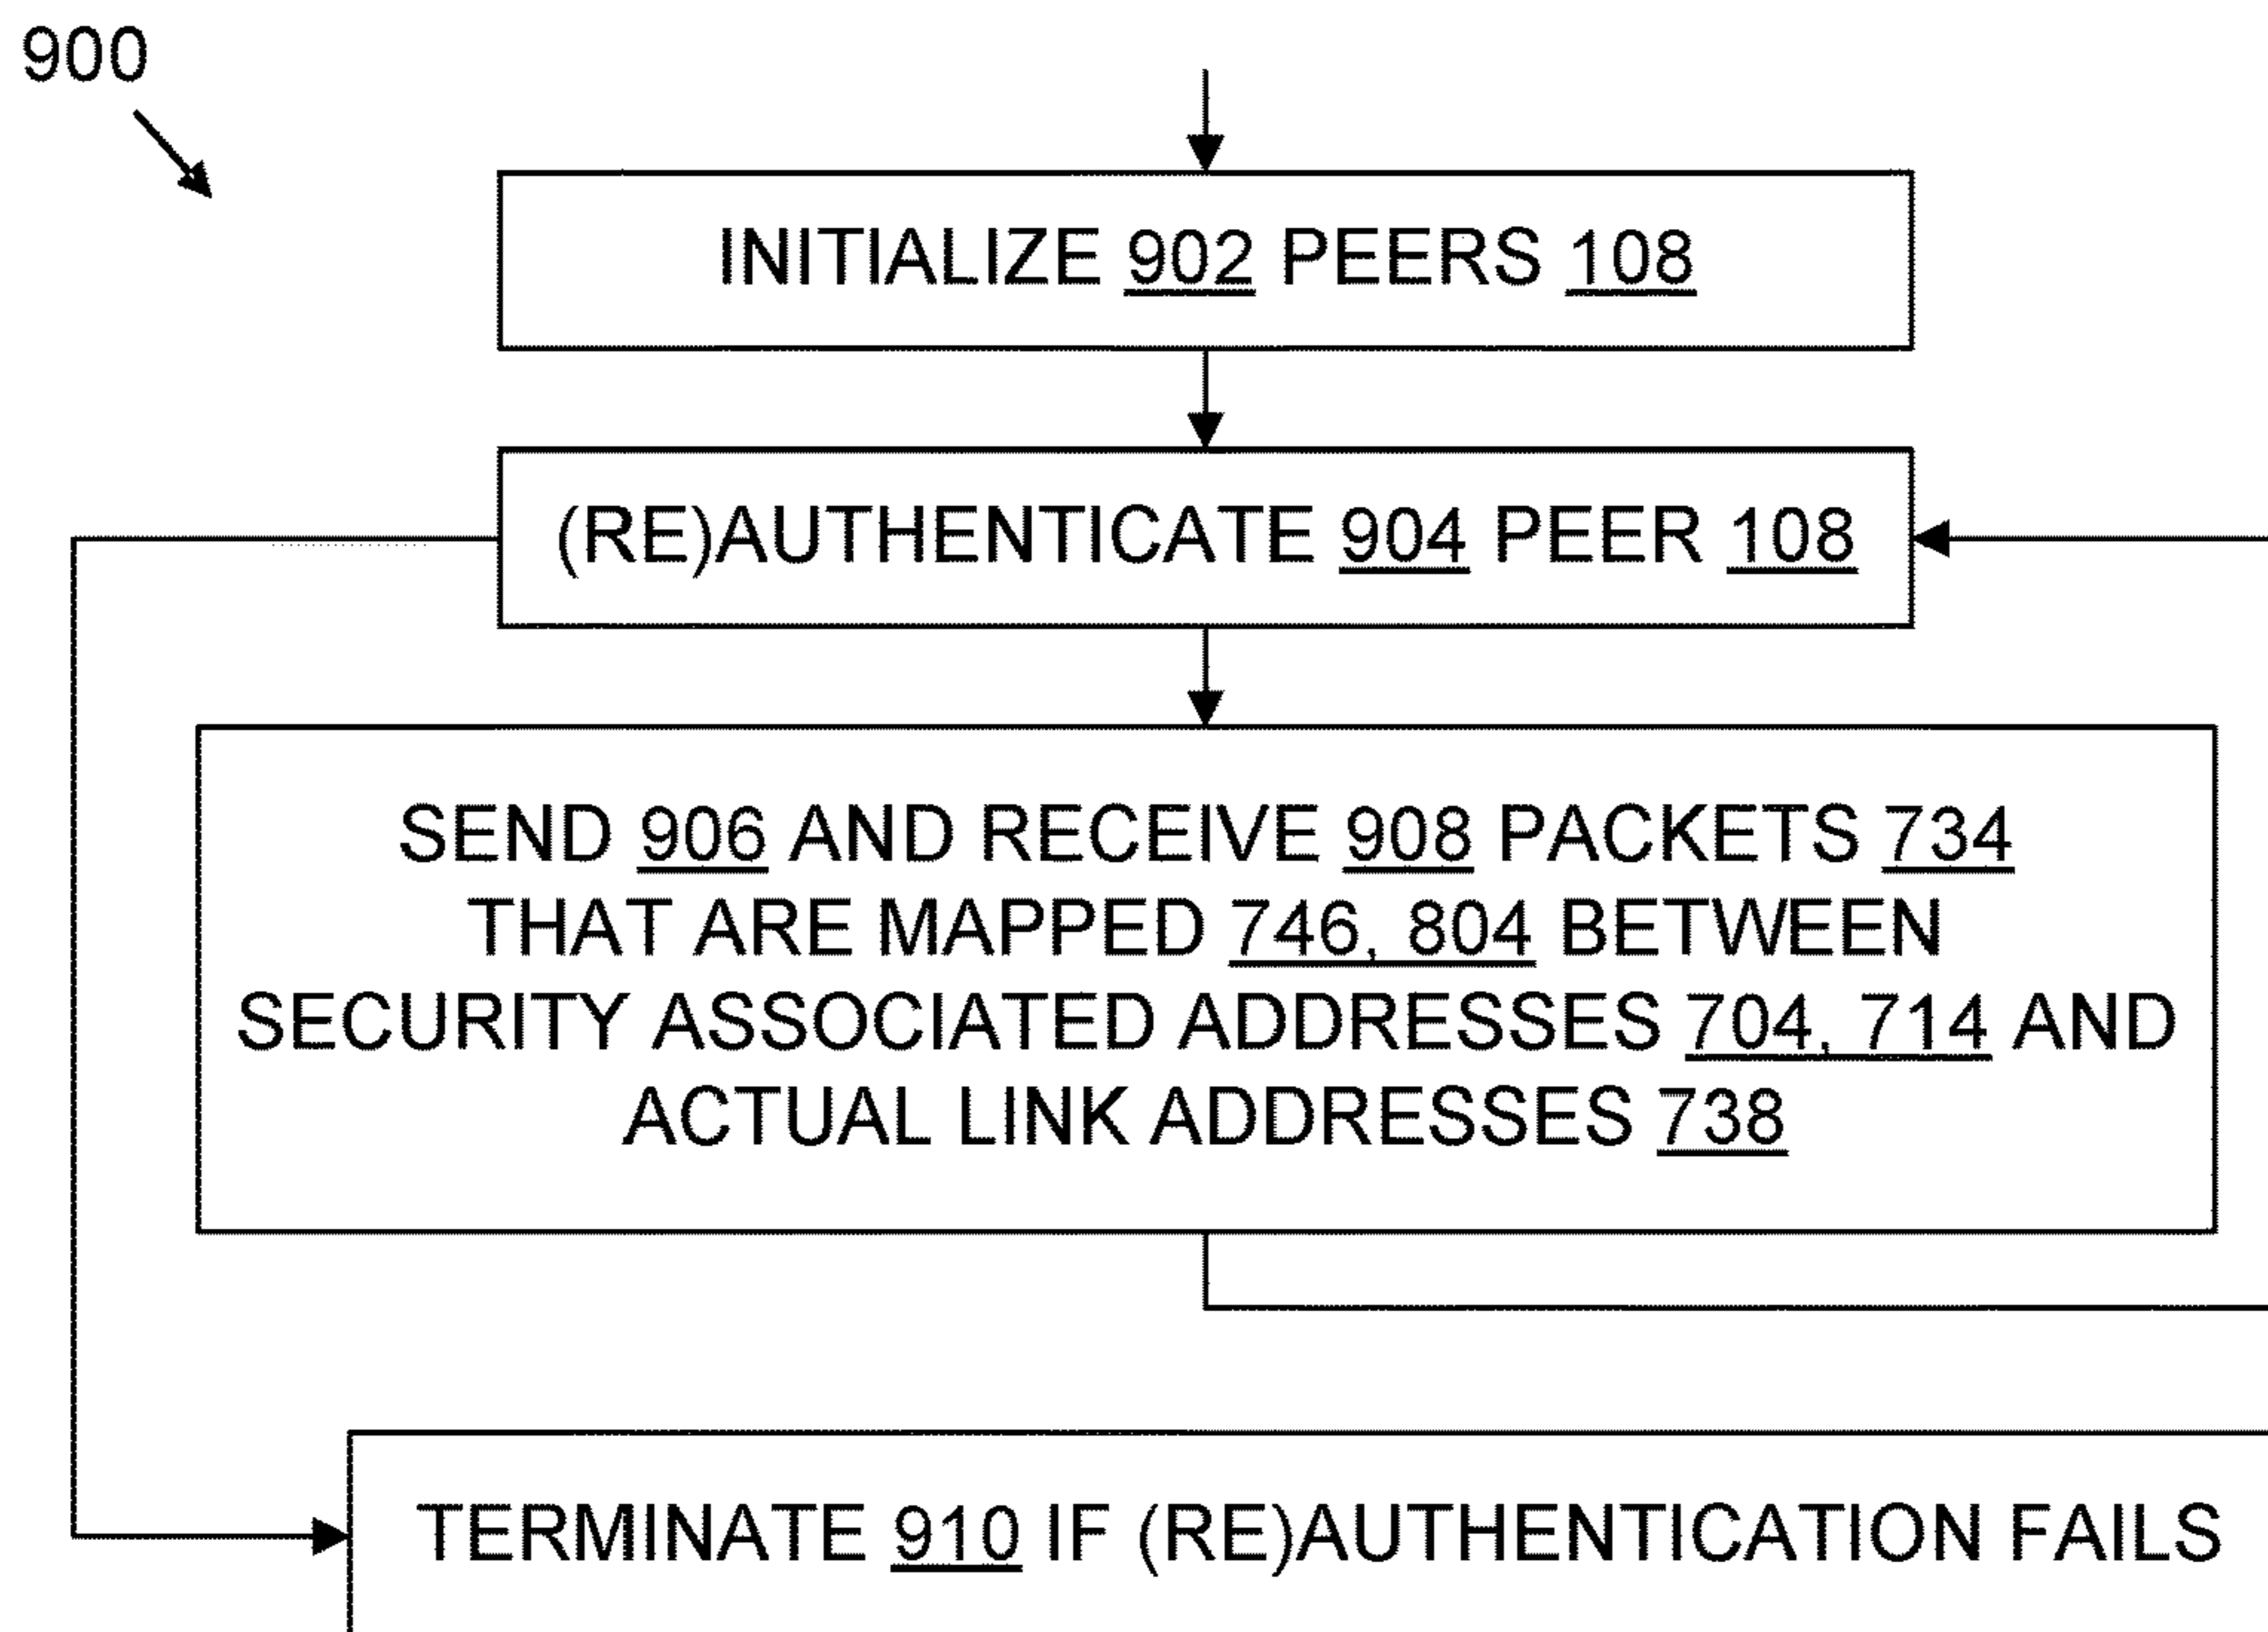 900
INITIALIZE 902 PEERS 108
(RE)AUTHENTICATE 904 PEER 108
SEND 906 AND RECEIVE 908 PACKETS 734
THAT ARE MAPPED 746, 804 BETWEEN
SECURITY ASSOCIATED ADDRESSES 704, 714 AND
ACTUAL LINK ADDRESSES 738
TERMINATE 910 IF (RE)AUTHENTICATION FAILS